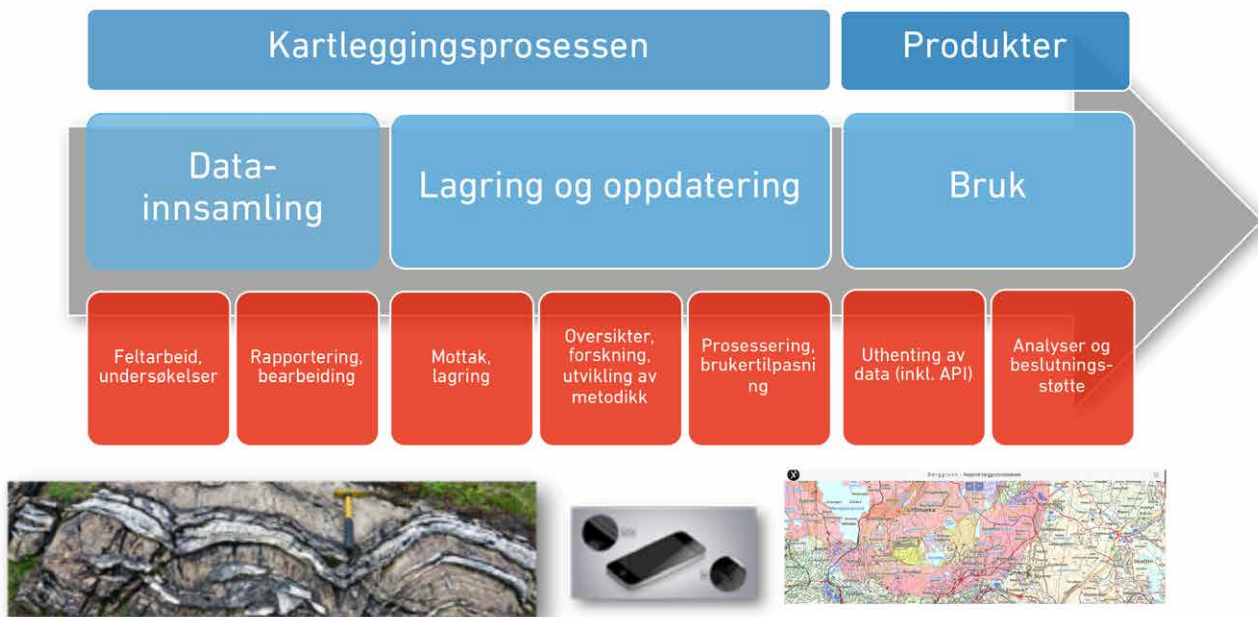 Kartleggingsprosessen
Produkter
Data-
innsamling
Lagring og oppdatering
Bruk
Feltarbeid,
undersøkelser
Rapportering,
bearbeiding
Mottak,
lagring
Oversikter,
forskning,
utvikling av
metodikk
Prosessering,
brukertilpasni
ng
Uthenting av
data (inkl. API)
Analyser og
beslutnings-
støtte